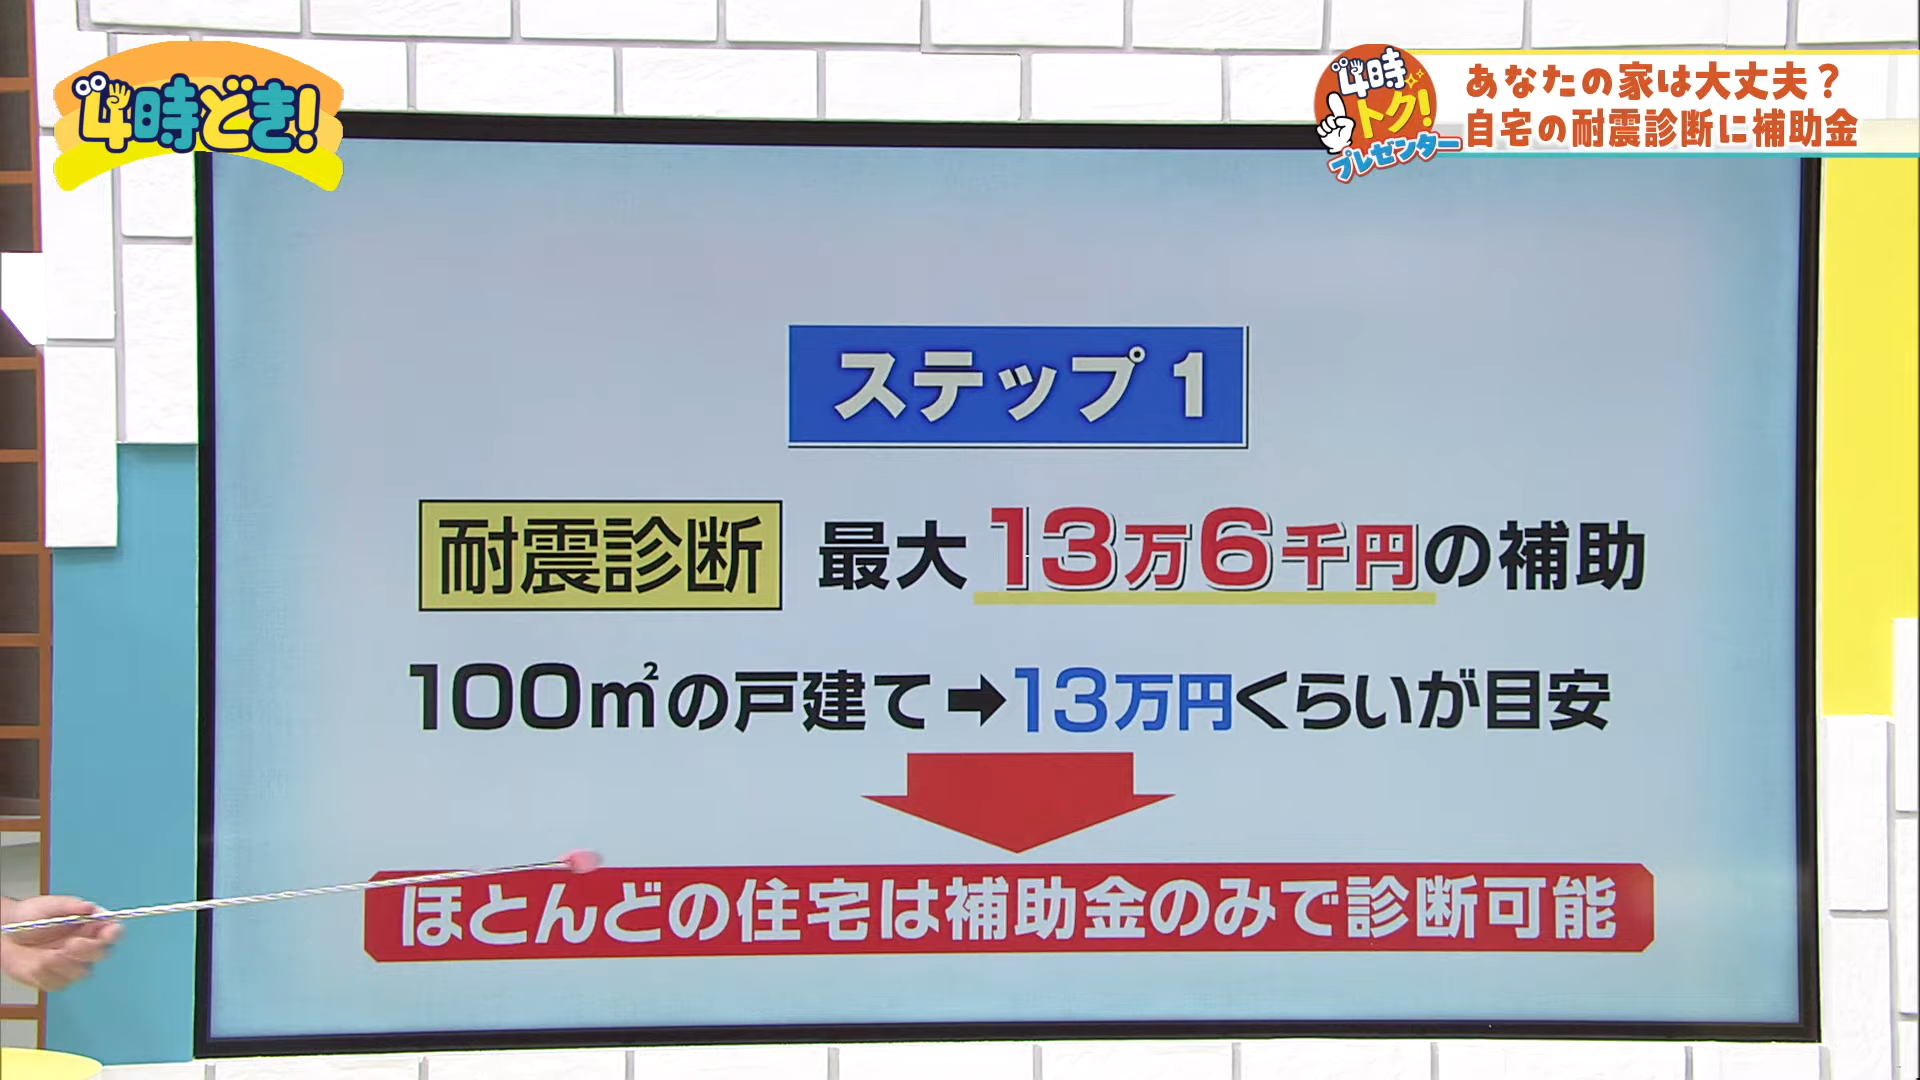 4時どき!
4時トク!
プレゼンター
あなたの家は大丈夫?
自宅の耐震診断に補助金
ステップ1
耐震診断 最大13万6千円の補助
100㎡の戸建て➡13万円くらいが目安
ほとんどの住宅は補助金のみで診断可能